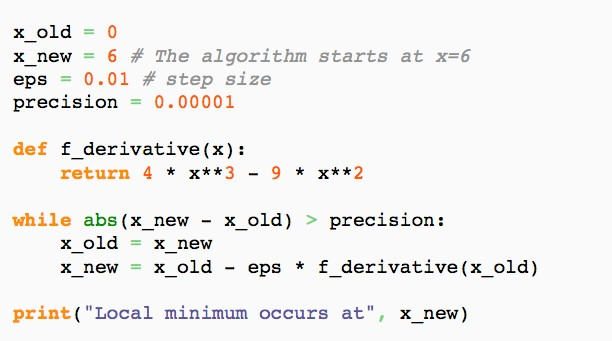 x_old = 0
x_new = 6 # The algorithm starts at x=6
eps = 0.01 # step size
precision = 0.00001

def f_derivative(x):
    return 4 * x**3 - 9 * x**2

while abs(x_new - x_old) > precision:
    x_old = x_new
    x_new = x_old - eps * f_derivative(x_old)

print("Local minimum occurs at", x_new)